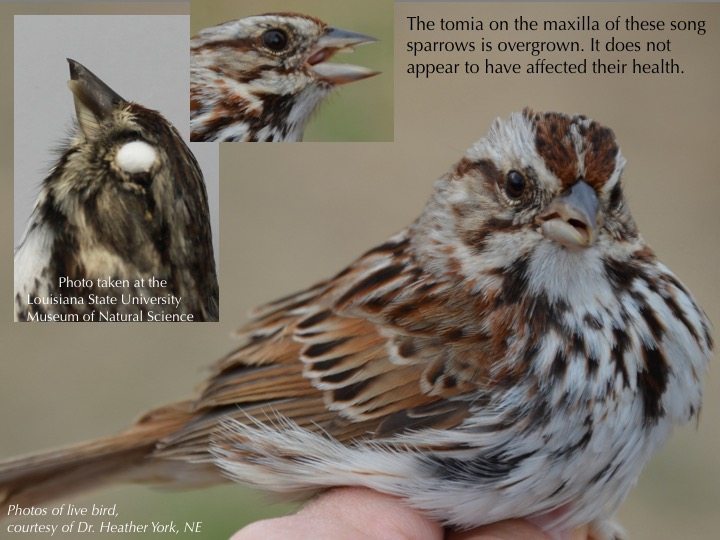 The tomia on the maxilla of these song
sparrows is overgrown. It does not
appear to have affected their health.
Photo taken at the
Louisiana State University
Museum of Natural Science
Photos of live bird,
courtesy of Dr. Heather York, NE